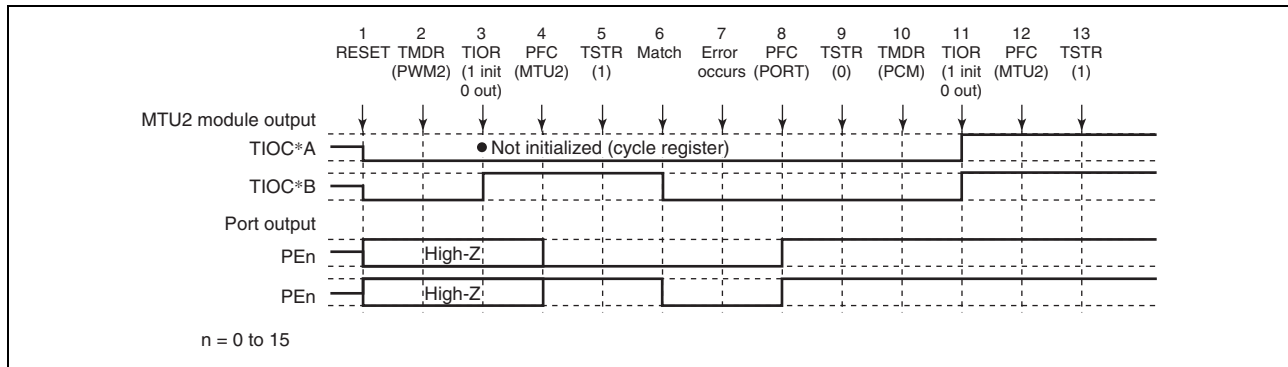 1 2 3 4 5 6 7 8 9 10 11 12 13
RESET TMDR TIOR PFC TSTR Match Error PFC TSTR TMDR TIOR PFC TSTR
(PWM2) (1 init (MTU2) (1) occurs (PORT) (0) (PCM) (1 init (MTU2) (1)
0 out) 0 out)
MTU2 module output
TIOC*A
Not initialized (cycle register)
TIOC*B
Port output
PEn
High-Z
PEn
High-Z
n = 0 to 15